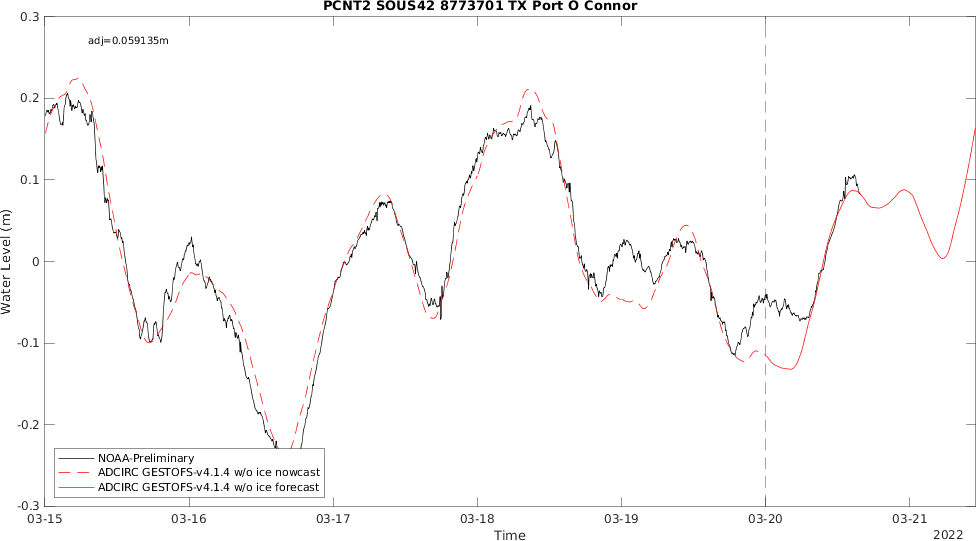 PCNT2 SOUS42 8773701 TX Port O Connor
adj=0.059135m
0.3
0.2
0.1
0
-0.1
-0.2
-0.3
Water Level (m)
NOAA-Preliminary
ADCIRC GESTOFS-v4.1.4 w/o ice nowcast
ADCIRC GESTOFS-v4.1.4 w/o ice forecast
03-15 03-16 03-17 03-18 03-19 03-20 03-21
Time
2022